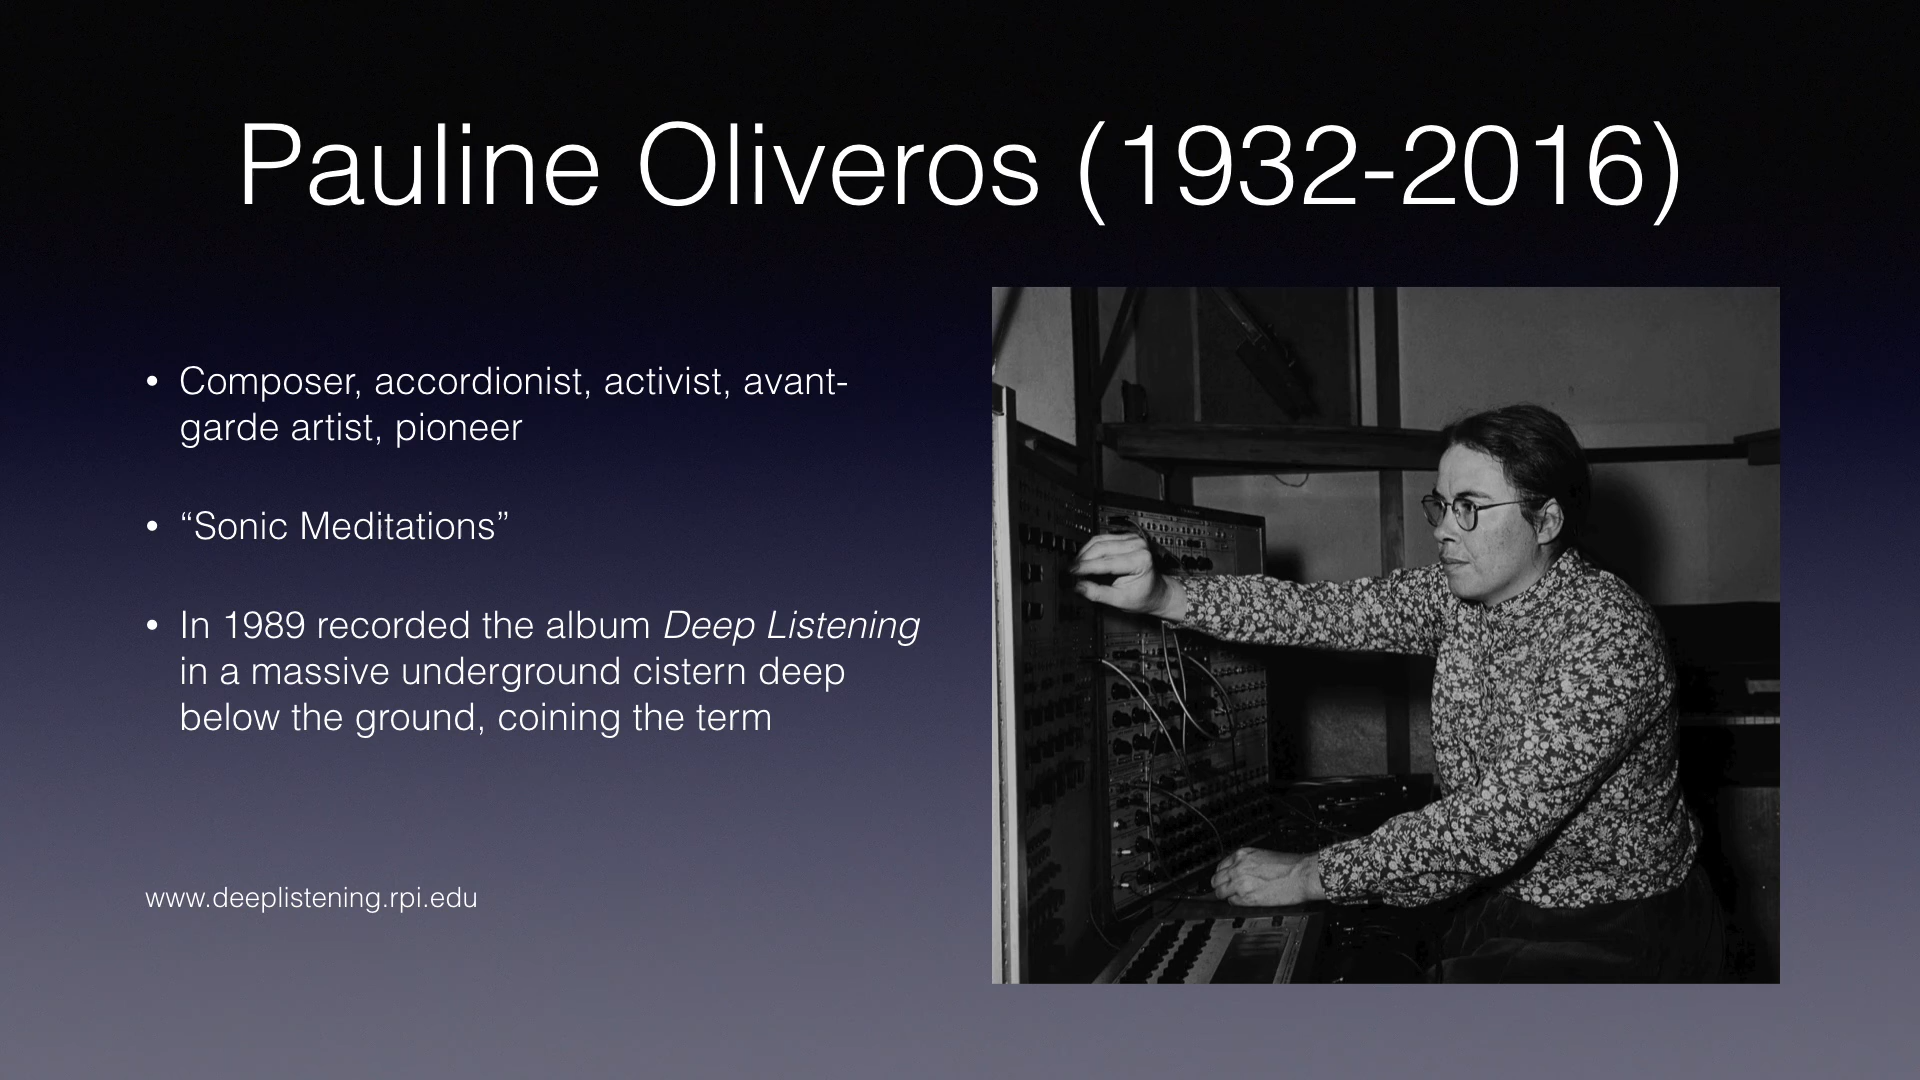 Pauline Oliveros (1932-2016)
• Composer, accordionist, activist, avant-
garde artist, pioneer
• “Sonic Meditations”
• In 1989 recorded the album Deep Listening
in a massive underground cistern deep
below the ground, coining the term
www.deeplistening.rpi.edu